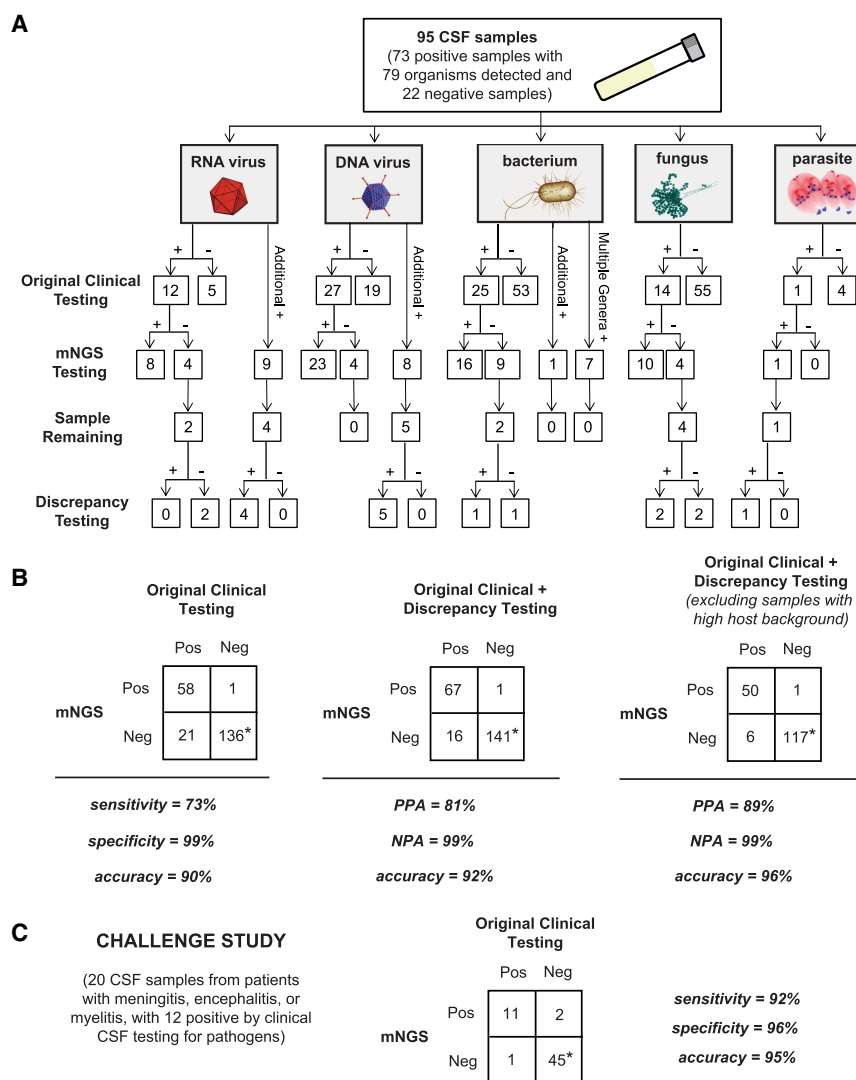 A
95 CSF samples
(73 positive samples with
79 organisms detected and
22 negative samples)
RNA virus
DNA virus
bacterium
fungus
parasite
+ - Additional +
+ - Additional +
+ - Additional + Multiple Genera +
+ -
+ -
Original Clinical
Testing
12 5 27 19 25 53 14 55 1 4
+ - + - + - + - + -
mNGS
Testing
8 4 9 23 4 8 16 9 1 7 10 4 1 0
Sample
Remaining
2 4 0 5 2 0 0 4 1
+ - + - + - + - + - + -
Discrepancy
Testing
0 2 4 0 5 0 1 1 2 2 1 0
B
Original Clinical
Testing
Pos Neg
mNGS
Pos 58 1
Neg 21 136*
sensitivity = 73%
specificity = 99%
accuracy = 90%
Original Clinical +
Discrepancy Testing
Pos Neg
mNGS
Pos 67 1
Neg 16 141*
PPA = 81%
NPA = 99%
accuracy = 92%
Original Clinical +
Discrepancy Testing
(excluding samples with
high host background)
Pos Neg
mNGS
Pos 50 1
Neg 6 117*
PPA = 89%
NPA = 99%
accuracy = 96%
C
CHALLENGE STUDY
(20 CSF samples from patients
with meningitis, encephalitis, or
myelitis, with 12 positive by clinical
CSF testing for pathogens)
Original Clinical
Testing
Pos Neg
mNGS
Pos 11 2
Neg 1 45*
sensitivity = 92%
specificity = 96%
accuracy = 95%